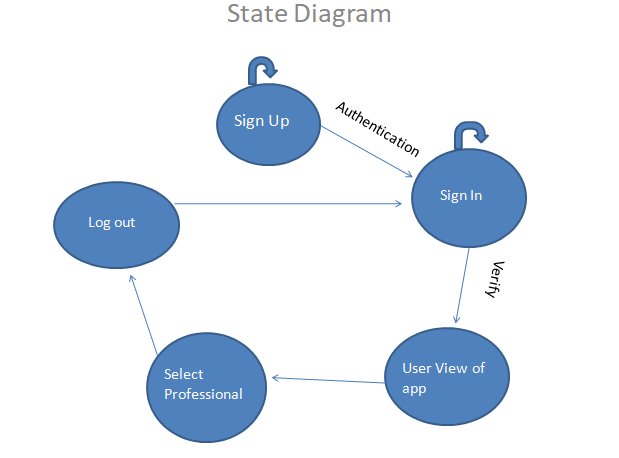 State Diagram
Sign Up
Authentication
Sign In
Log out
Verify
User View of
app
Select
Professional